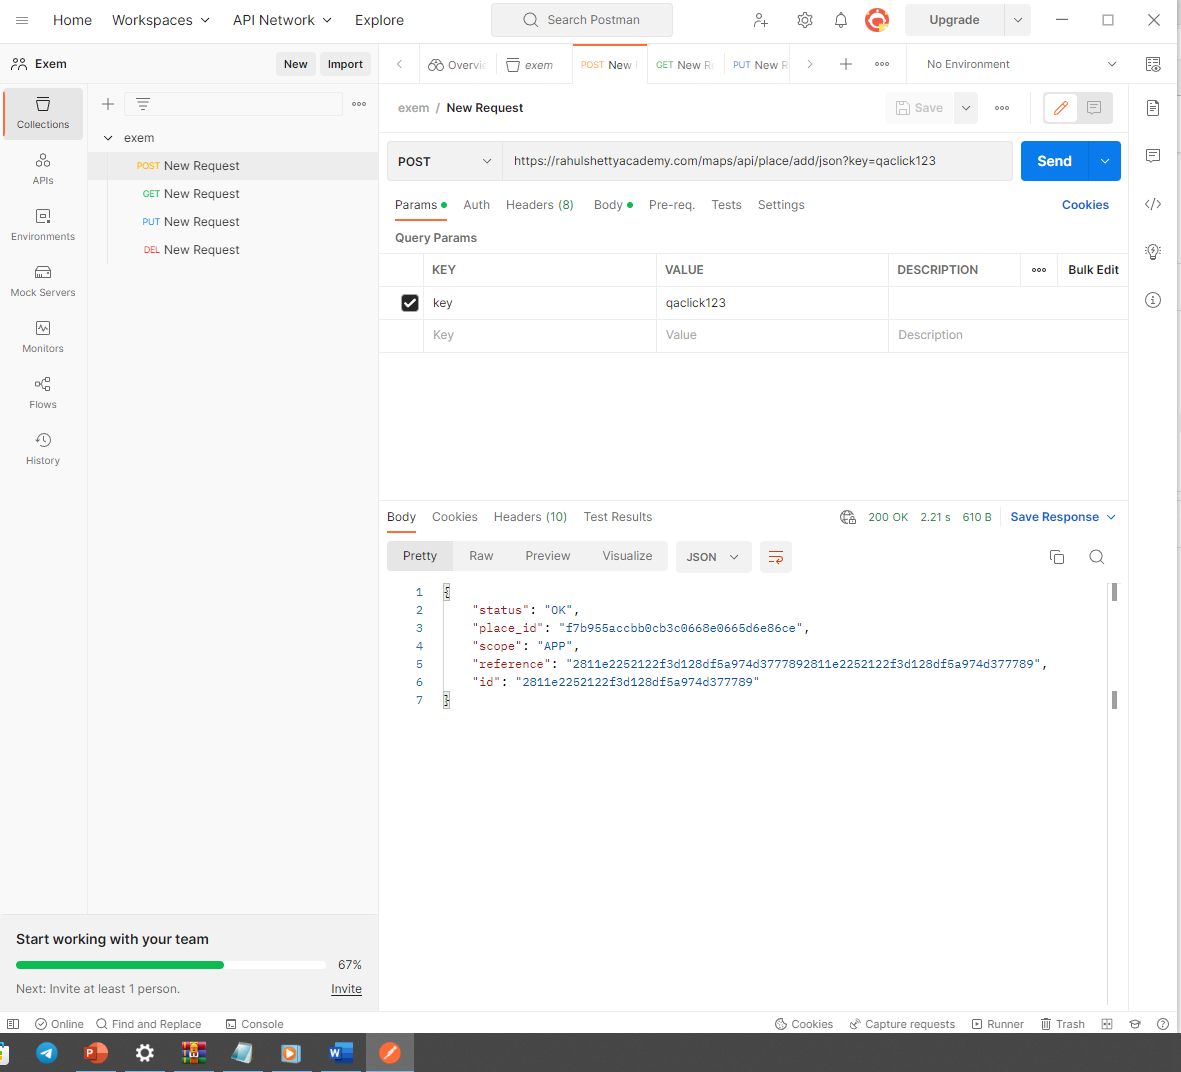 Home Workspaces API Network Explore Search Postman Upgrade
Exem New Import
Overvi exem POST New GET New R PUT New R No Environment
Collections
APIs
Environments
Mock Servers
Monitors
Flows
History
exem
POST New Request
GET New Request
PUT New Request
DEL New Request
exem / New Request Save
POST https://rahulshettyacademy.com/maps/api/place/add/json?key=qaclick123 Send
Params Auth Headers (8) Body Pre-req. Tests Settings Cookies
Query Params
KEY VALUE DESCRIPTION Bulk Edit
key qaclick123
Key Value Description
Body Cookies Headers (10) Test Results 200 OK 2.21 s 610 B Save Response
Pretty Raw Preview Visualize JSON
1 {
2 "status": "OK",
3 "place_id": "f7b955accbb0cb3c0668e0665d6e86ce",
4 "scope": "APP",
5 "reference": "2811e2252122f3d128df5a974d3777892811e2252122f3d128df5a974d377789",
6 "id": "2811e2252122f3d128df5a974d377789"
7 }
Start working with your team
67%
Next: Invite at least 1 person. Invite
Online Find and Replace Console Cookies Capture requests Runner Trash